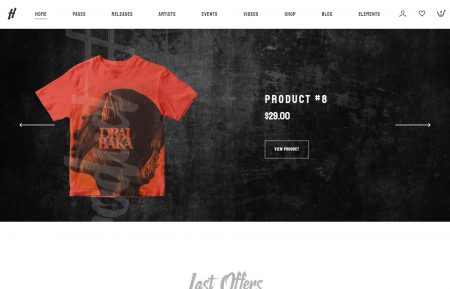 H
HOME PAGES RELEASES ARTISTS EVENTS VIDEOS SHOP BLOG ELEMENTS
PRODUCT #8
$29.00
DRAI
BAKA
VIEW PRODUCT
Last Offers